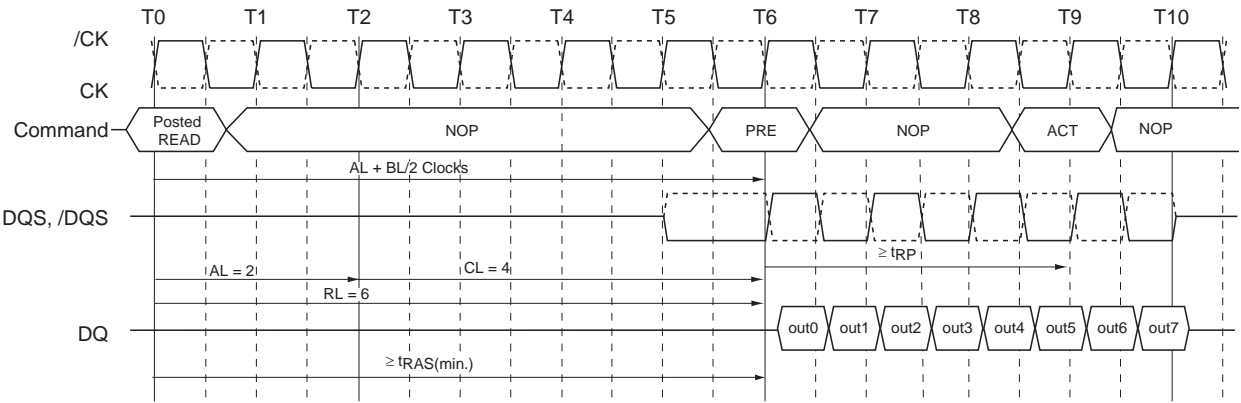 T0 T1 T2 T3 T4 T5 T6 T7 T8 T9 T10
/CK
CK
Command
Posted
READ
NOP
PRE
NOP
ACT
NOP
AL + BL/2 Clocks
DQS, /DQS
≥ tRP
AL = 2
CL = 4
RL = 6
DQ
out0 out1 out2 out3 out4 out5 out6 out7
≥ tRAS(min.)